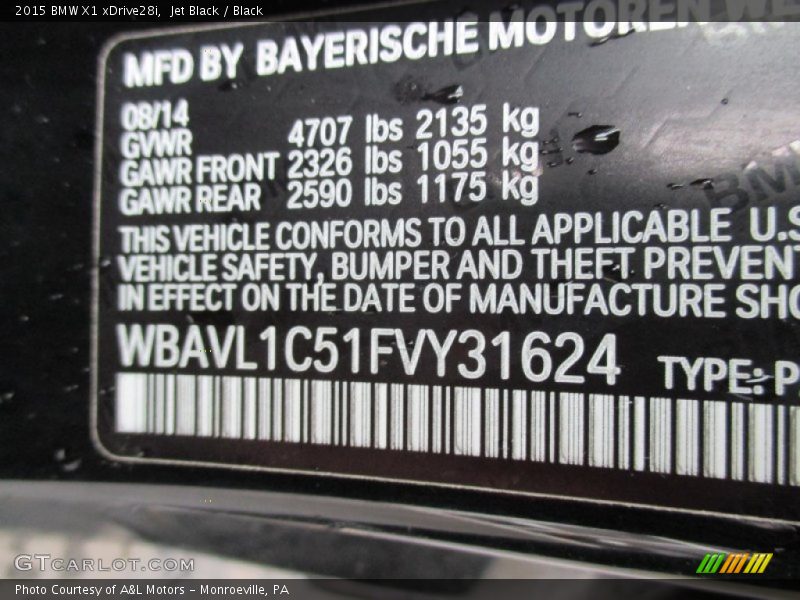 2015 BMW X1 xDrive28i, Jet Black / Black
MFD BY BAYERISCHE MOTOREN
08/14
GVWR 4707 lbs 2135 kg
GAWR FRONT 2326 lbs 1055 kg
GAWR REAR 2590 lbs 1175 kg
THIS VEHICLE CONFORMS TO ALL APPLICABLE U.S
VEHICLE SAFETY, BUMPER AND THEFT PREVENT
IN EFFECT ON THE DATE OF MANUFACTURE SHO
WBAVL1C51FVY31624 TYPE: P
GTCARLOT.COM
Photo Courtesy of A&L Motors – Monroeville, PA